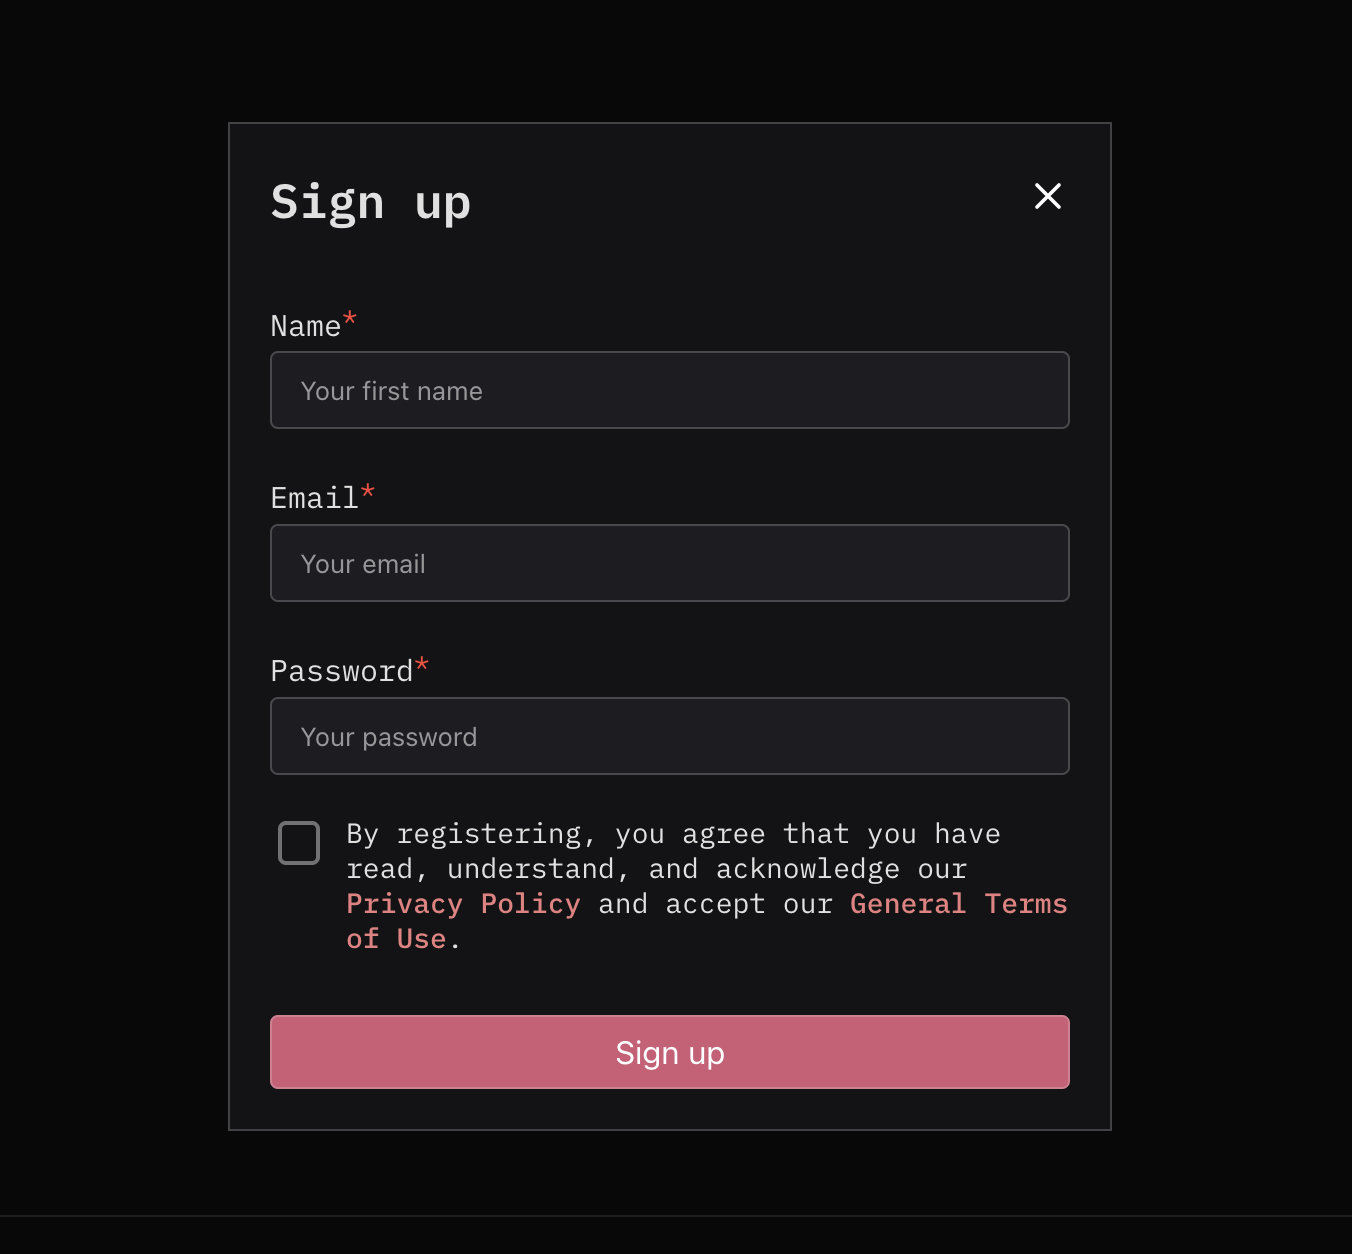 Sign up
Name*
Your first name
Email*
Your email
Password*
Your password
By registering, you agree that you have
read, understand, and acknowledge our
Privacy Policy and accept our General Terms
of Use.
Sign up